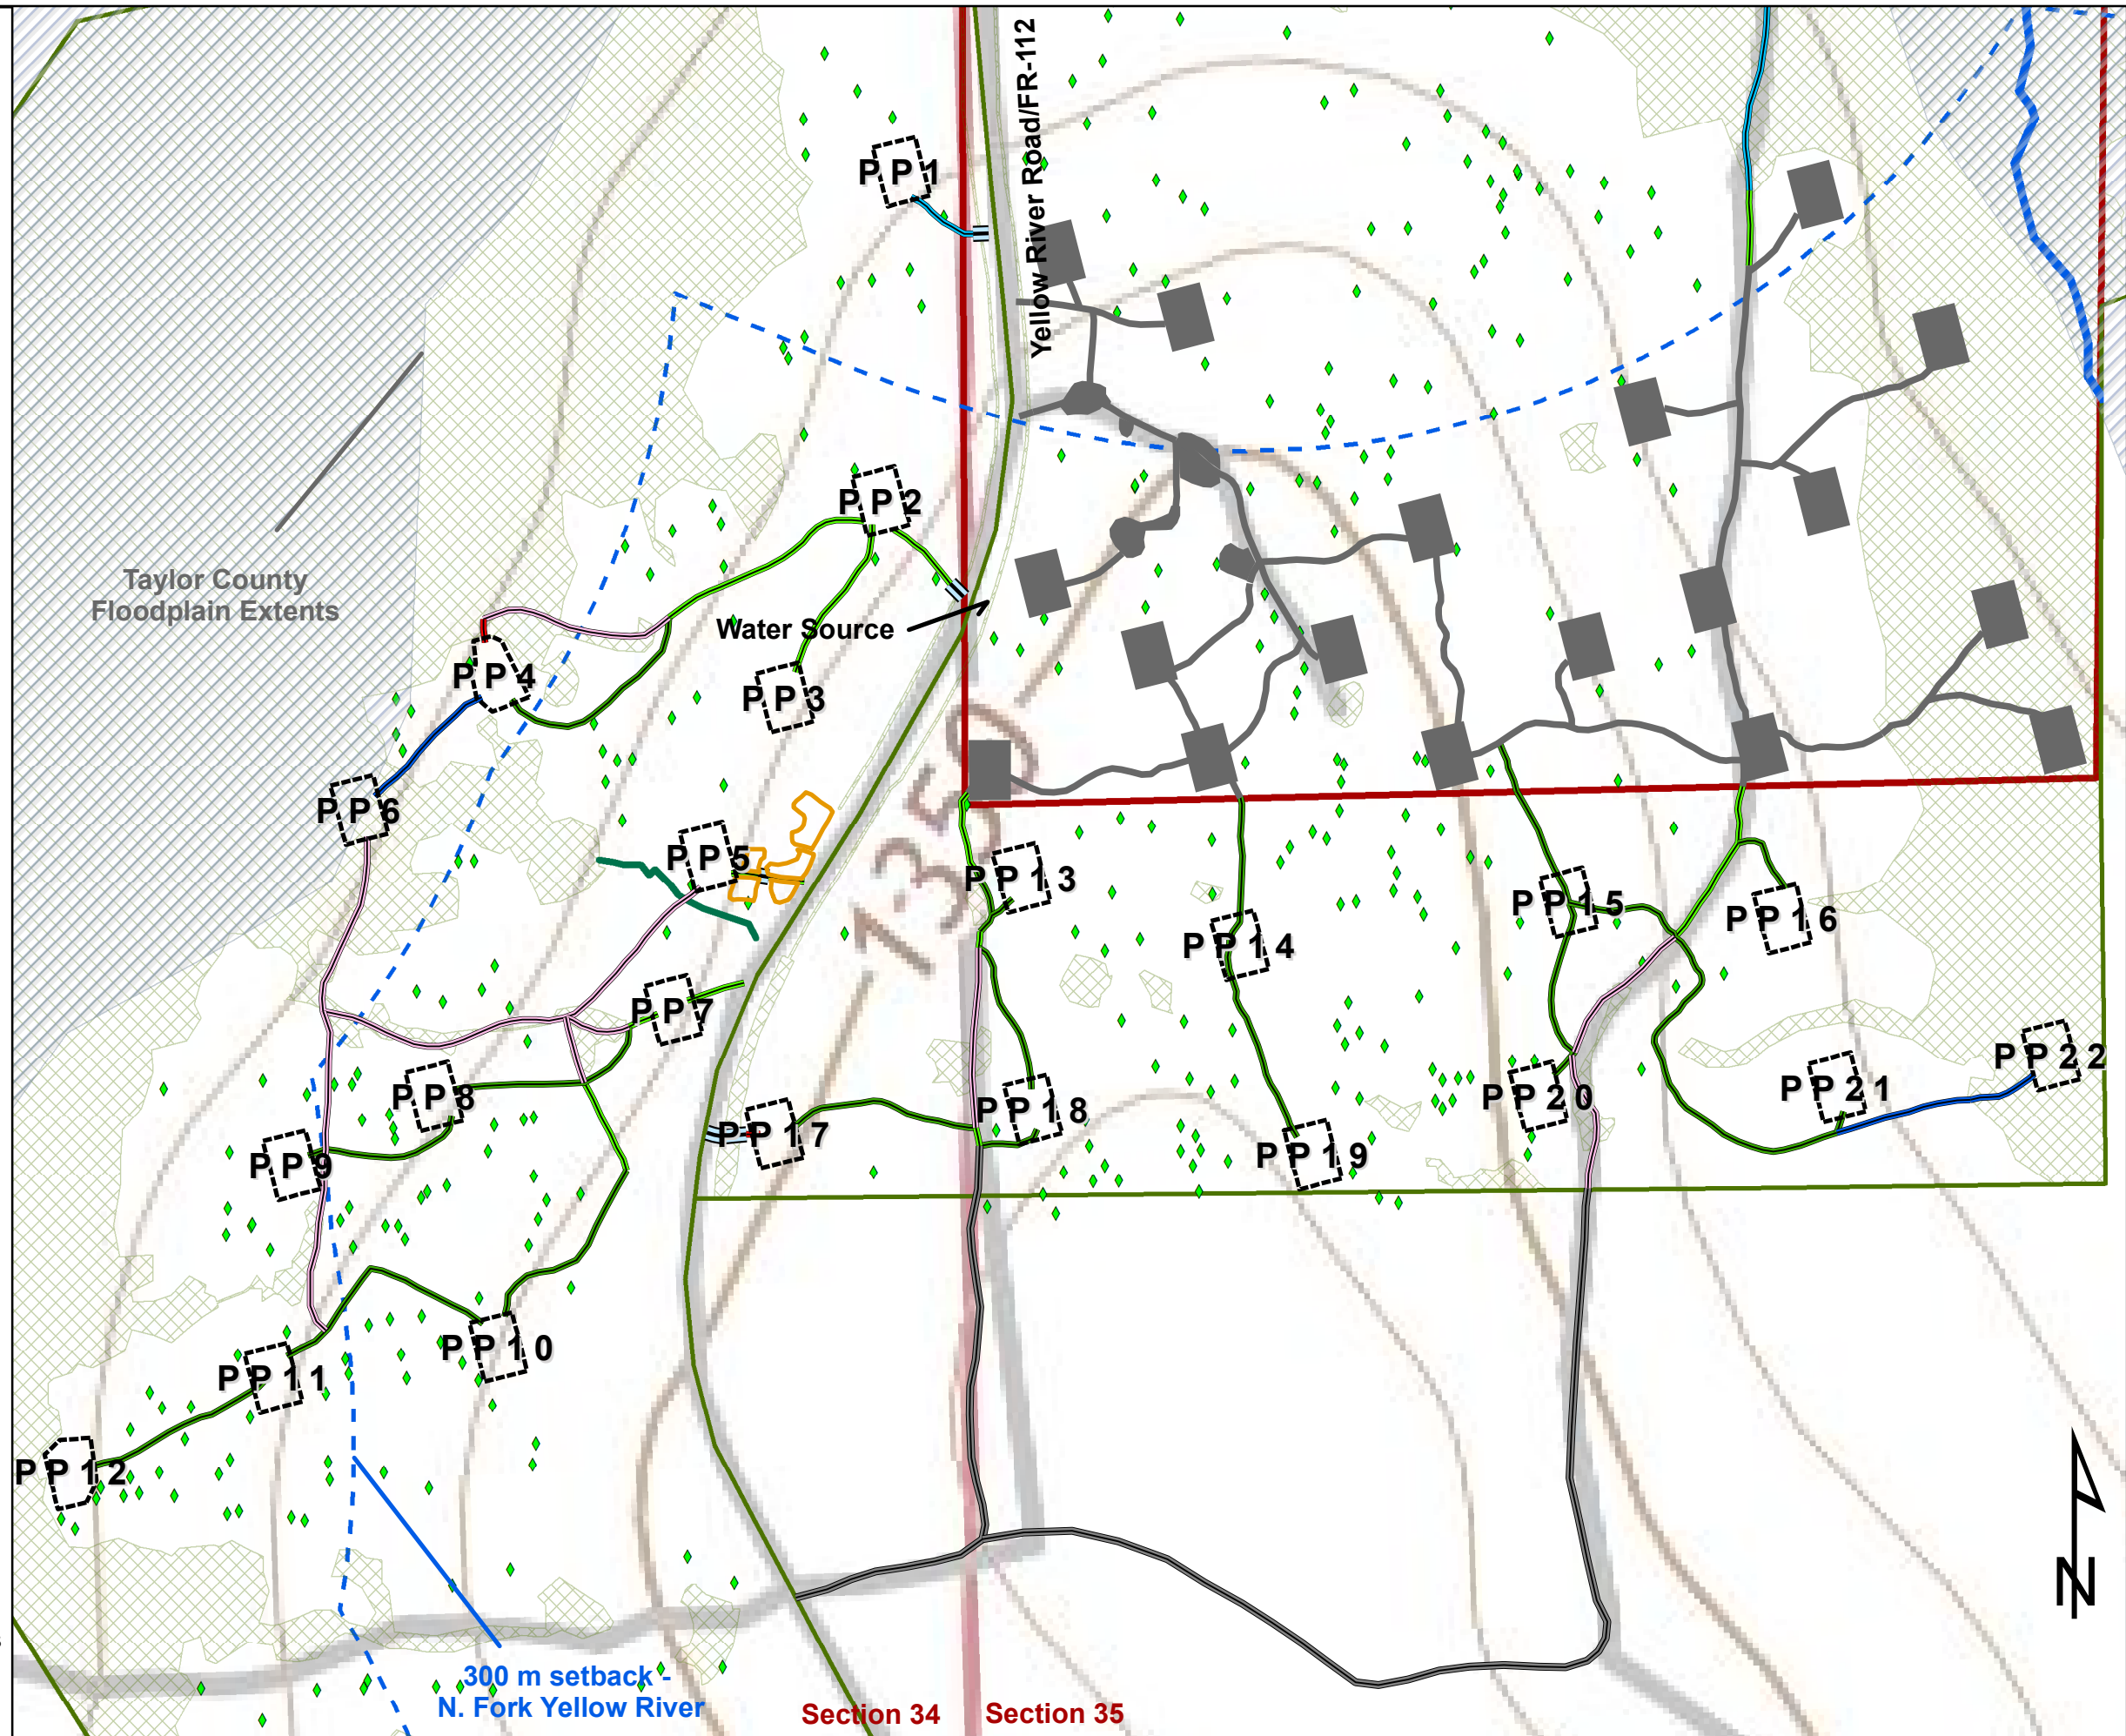 Yellow River Road/FR-112
PP1
PP2
Taylor County
Floodplain Extents
Water Source
PP4
PP3
1350
PP6
PP5
PP13
PP15
PP16
PP14
PP7
PP22
PP8
PP21
PP20
PP18
PP17
PP9
PP19
PP10
PP11
PP12
N
300 m setback -
N. Fork Yellow River
Section 34
Section 35